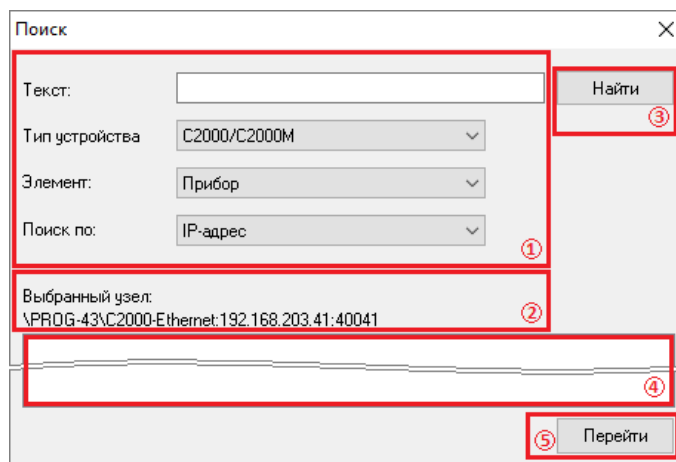 Поиск
Текст:
Найти
③
Тип устройства
С2000/С2000М
Элемент:
Прибор
Поиск по:
IP-адрес
①
Выбранный узел:
\PROG-43\C2000-Ethernet:192.168.203.41:40041
②
④
⑤
Перейти